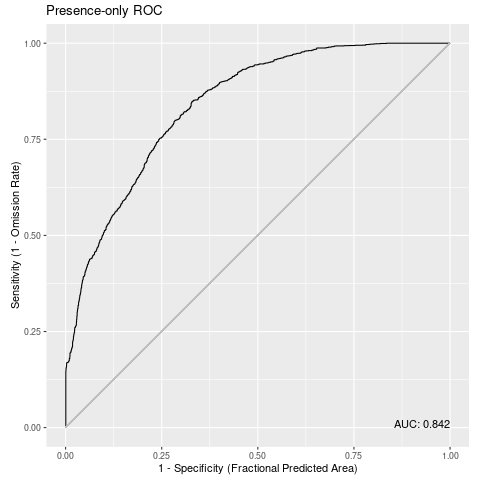 Presence-only ROC
Sensitivity (1 - Omission Rate)
1.00
0.75
0.50
0.25
0.00
AUC: 0.842
0.00 0.25 0.50 0.75 1.00
1 - Specificity (Fractional Predicted Area)